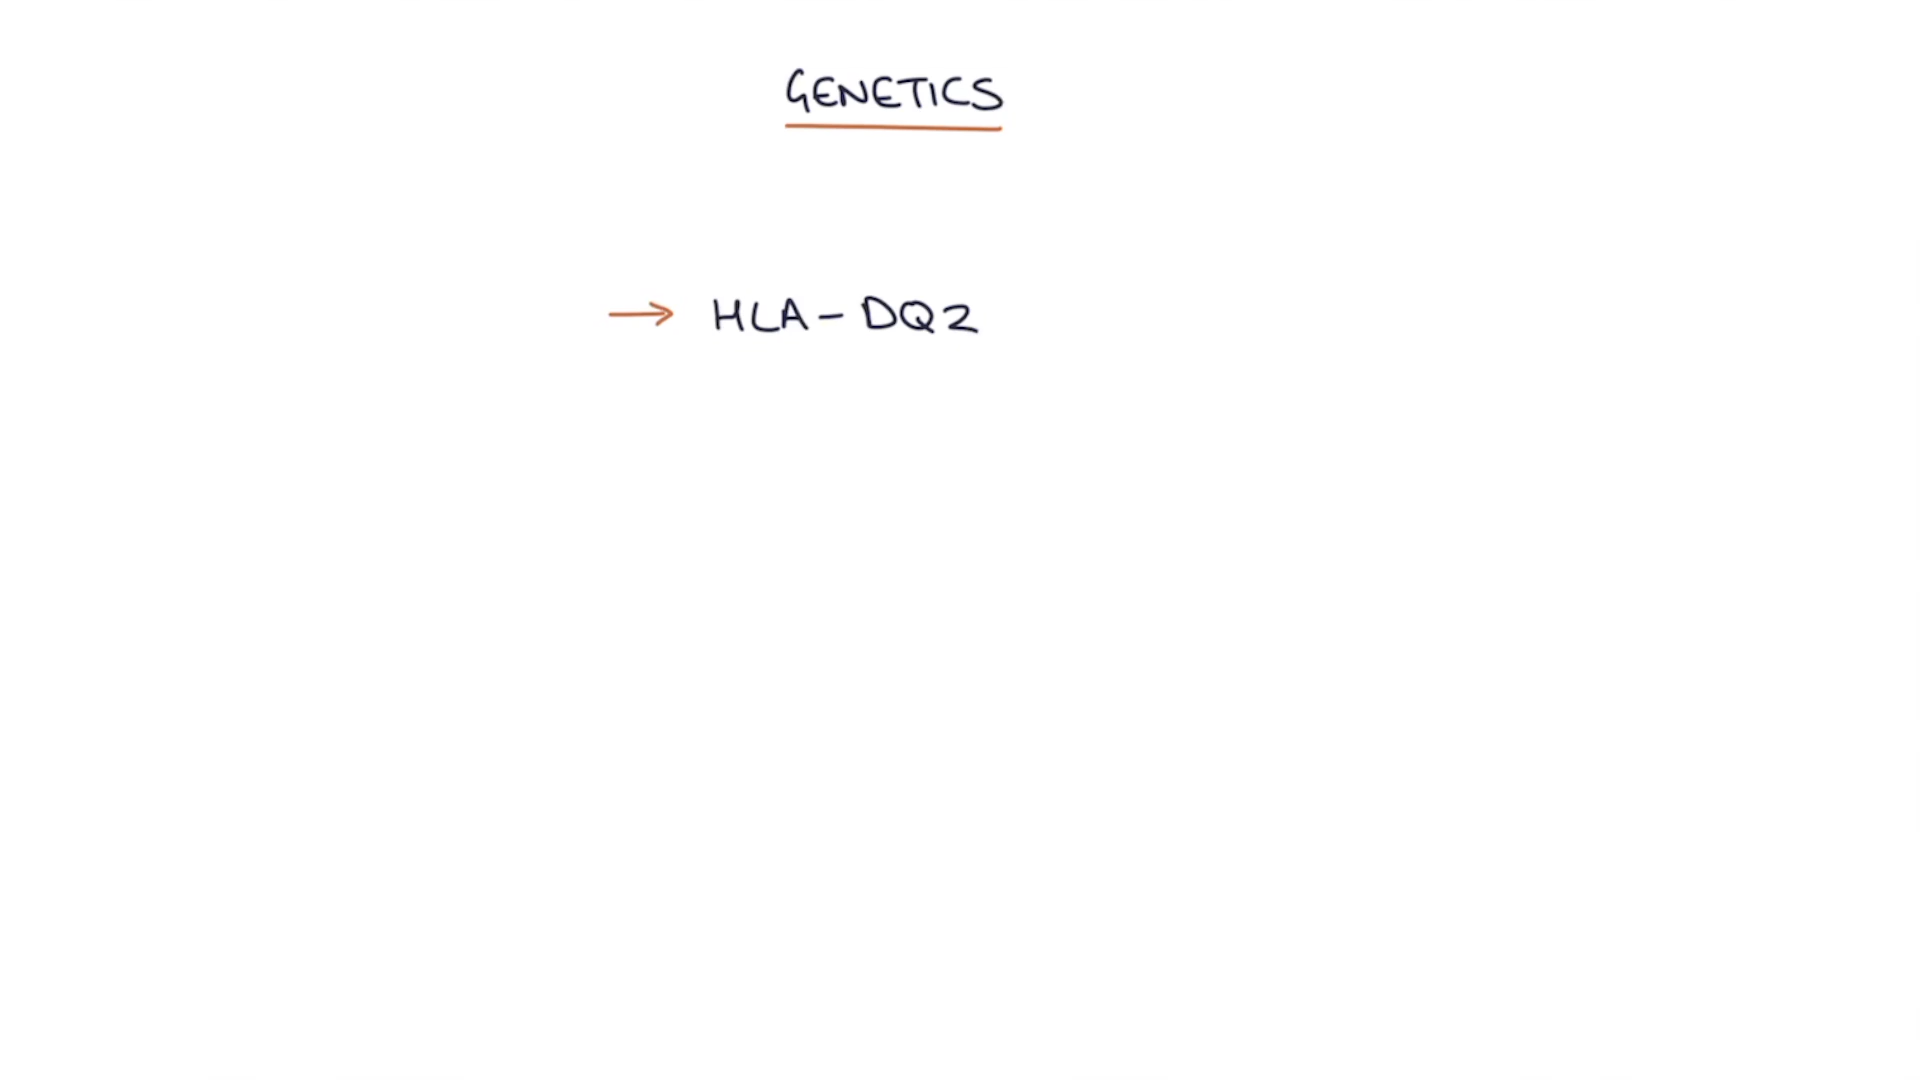 GENETICS
→ HLA - DQ2